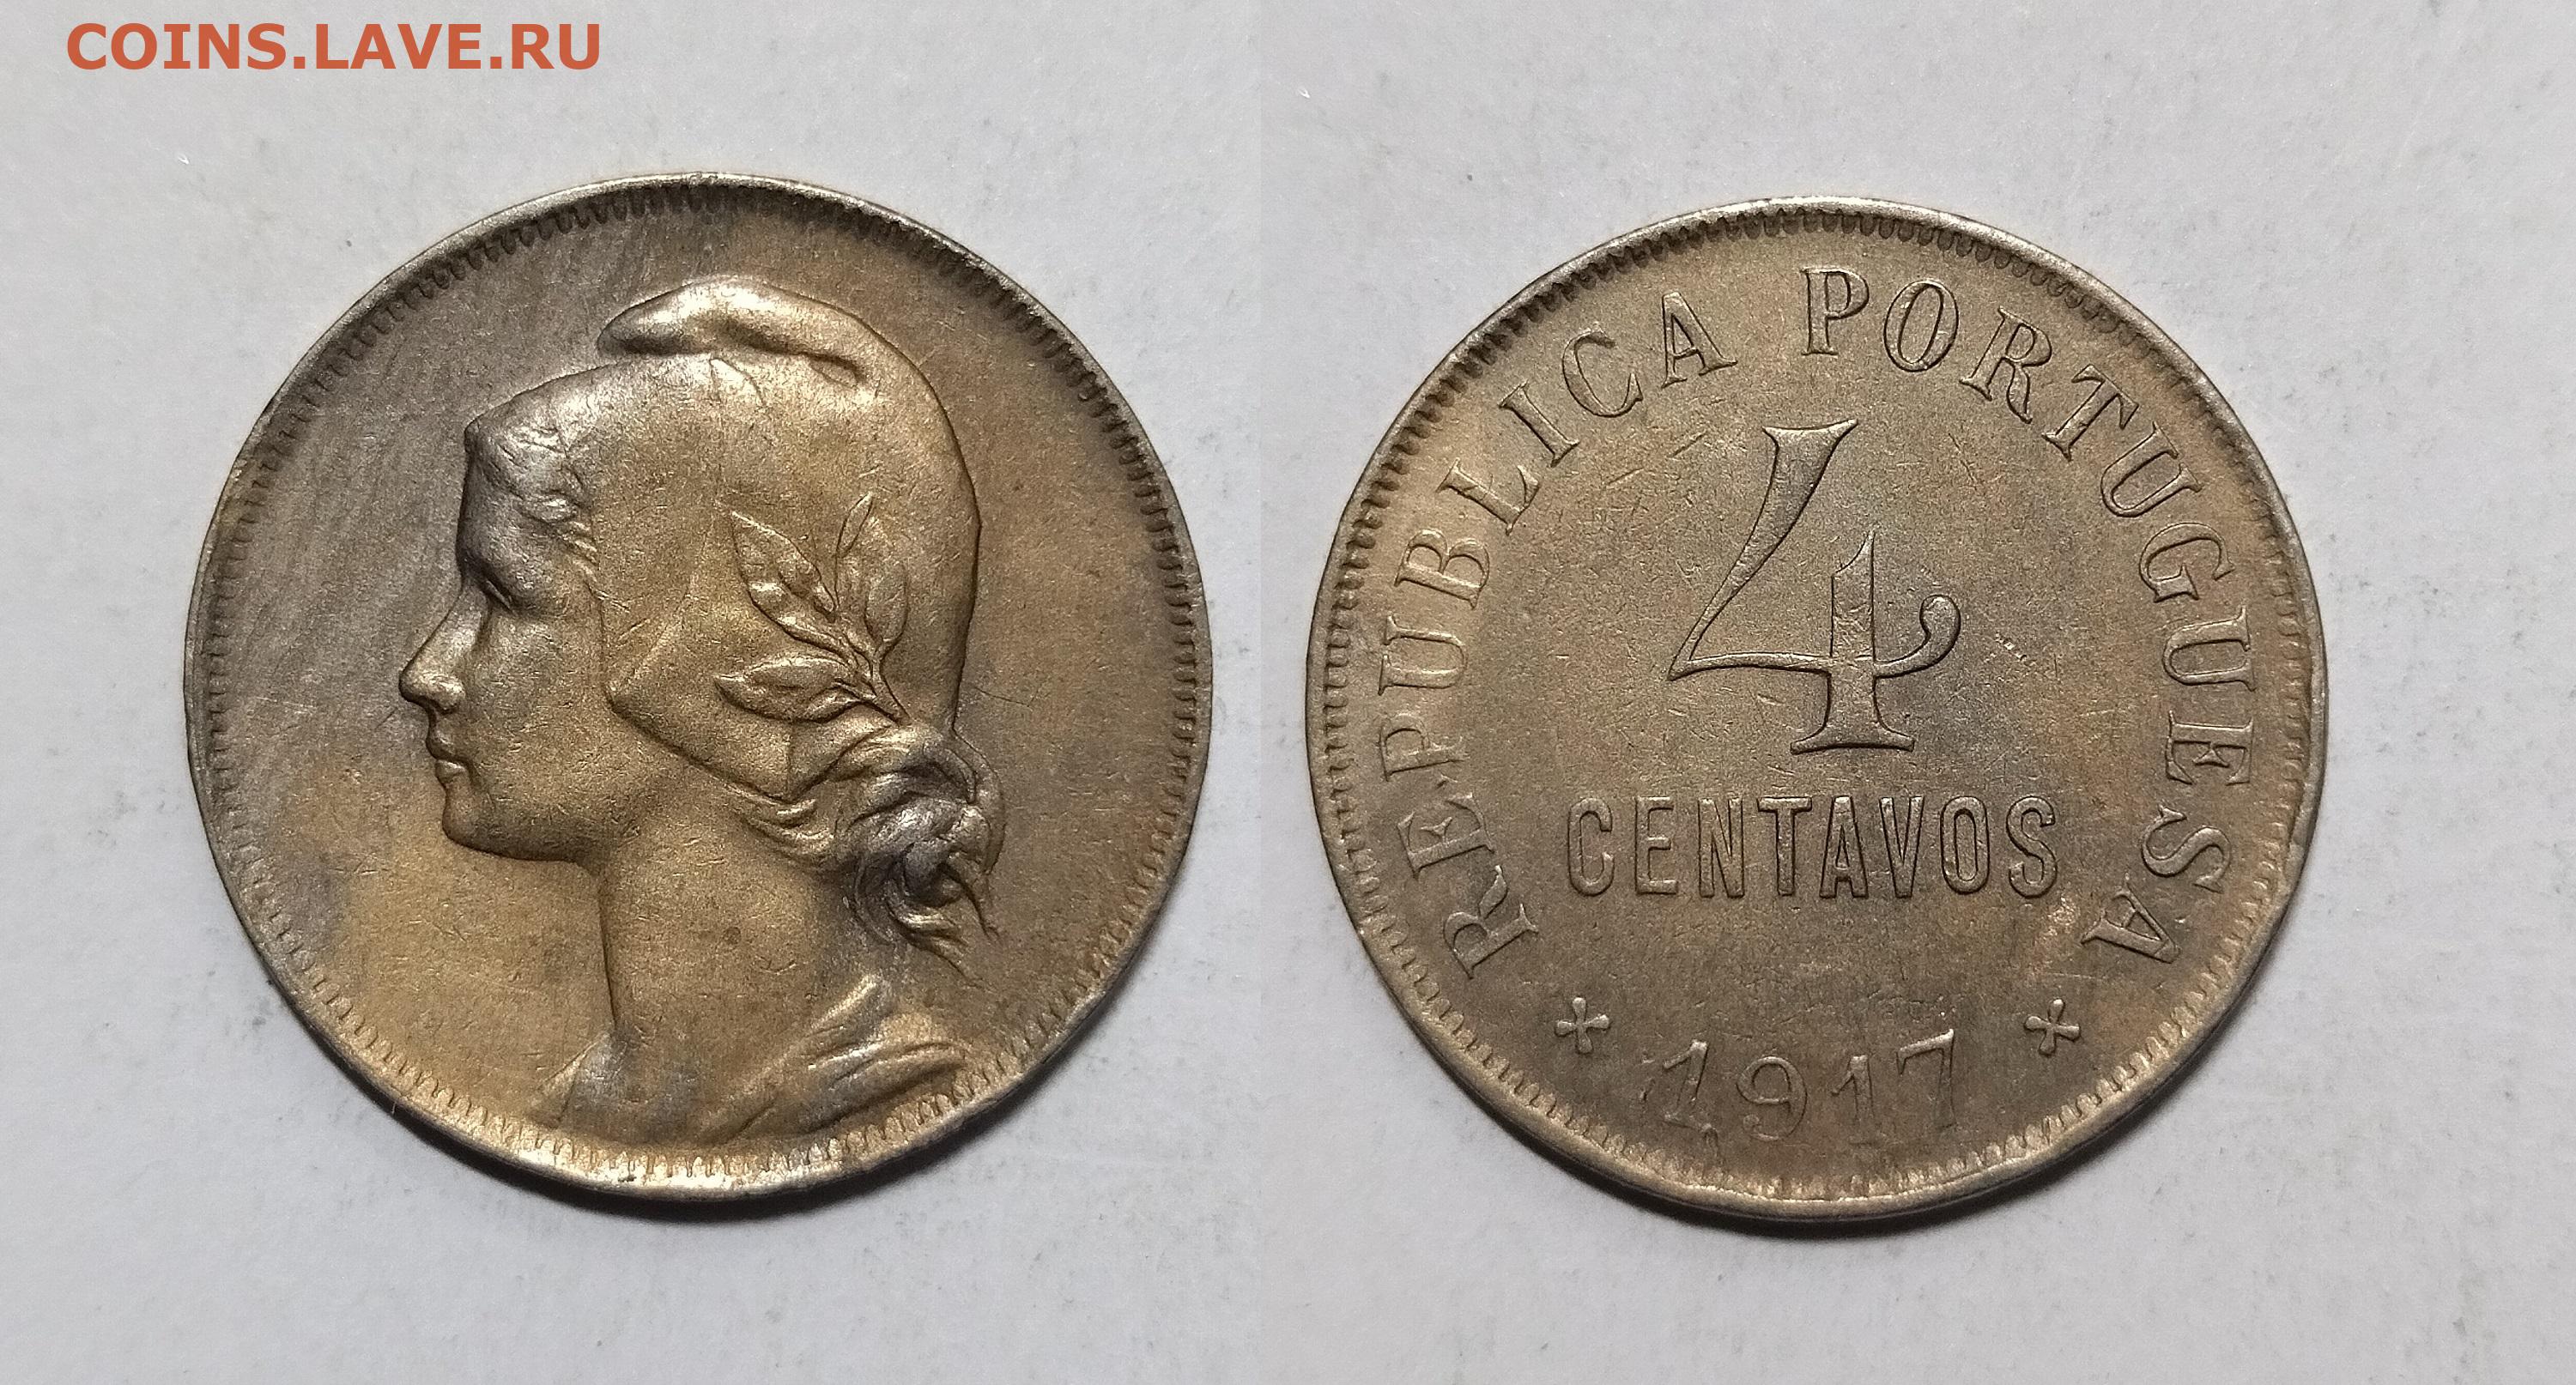 COINS.LAVE.RU
REPUBLICA PORTUGUESA
4
CENTAVOS
* 1917 *